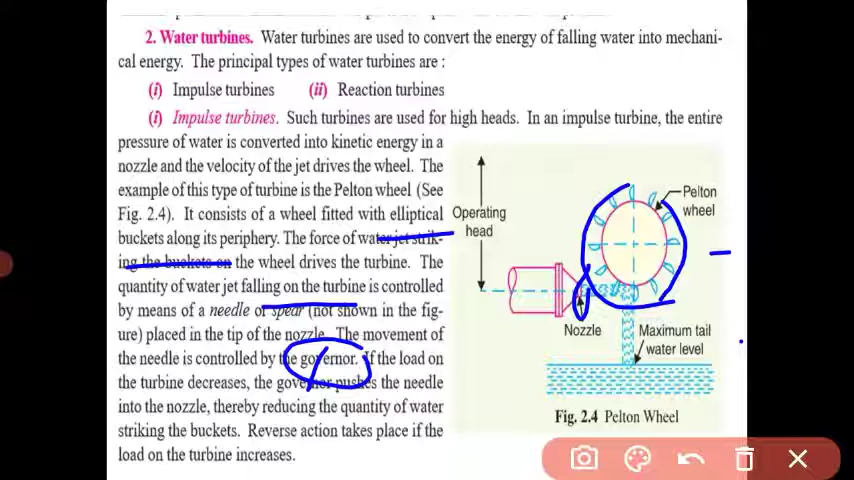 2. Water turbines. Water turbines are used to convert the energy of falling water into mechani-
cal energy. The principal types of water turbines are :
(i) Impulse turbines (ii) Reaction turbines
(i) Impulse turbines. Such turbines are used for high heads. In an impulse turbine, the entire
pressure of water is converted into kinetic energy in a
nozzle and the velocity of the jet drives the wheel. The
example of this type of turbine is the Pelton wheel (See
Fig. 2.4). It consists of a wheel fitted with elliptical
buckets along its periphery. The force of water jet strik-
ing the buckets on the wheel drives the turbine. The
quantity of water jet falling on the turbine is controlled
by means of a needle or spear (not shown in the fig-
ure) placed in the tip of the nozzle. The movement of
the needle is controlled by the governor. If the load on
the turbine decreases, the governor pushes the needle
into the nozzle, thereby reducing the quantity of water
striking the buckets. Reverse action takes place if the
load on the turbine increases.
Operating
head
Pelton
wheel
Nozzle
Maximum tail
water level
Fig. 2.4 Pelton Wheel